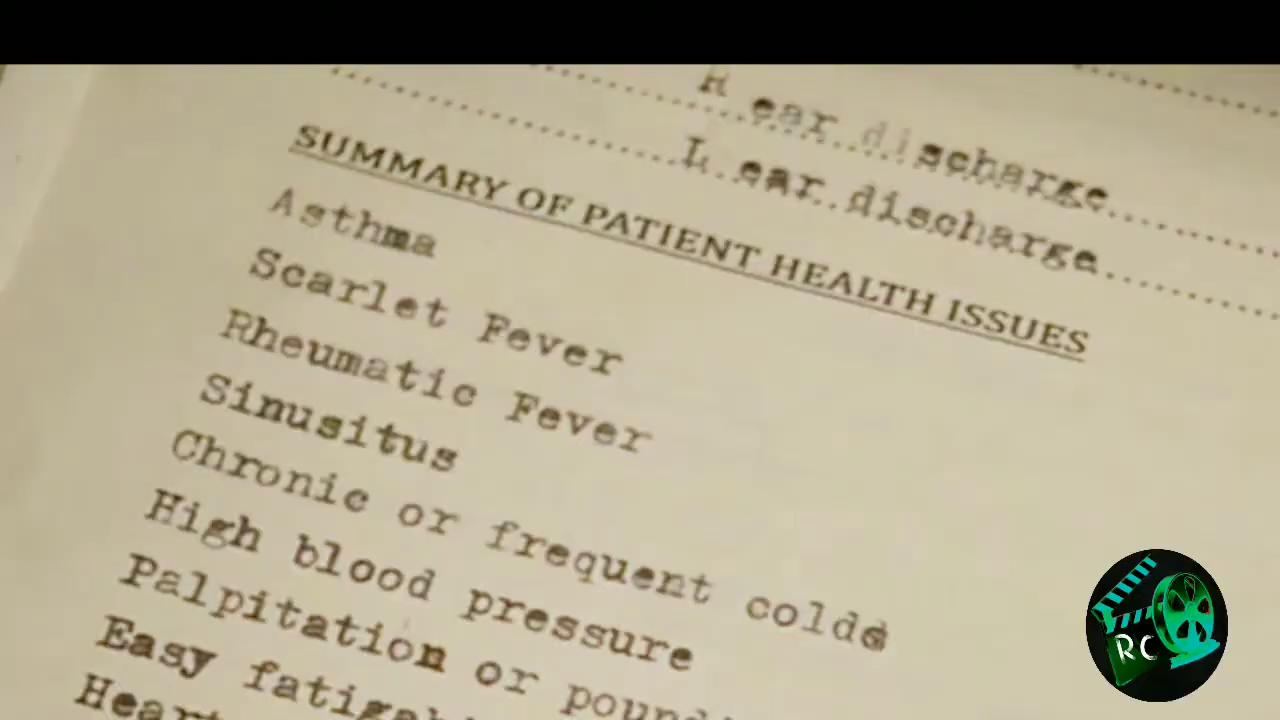 R ear discharge
L ear discharge
SUMMARY OF PATIENT HEALTH ISSUES
Asthma
Scarlet Fever
Rheumatic Fever
Sinusitus
Chronic or frequent colds
High blood pressure
Palpitation or
Easy
RC